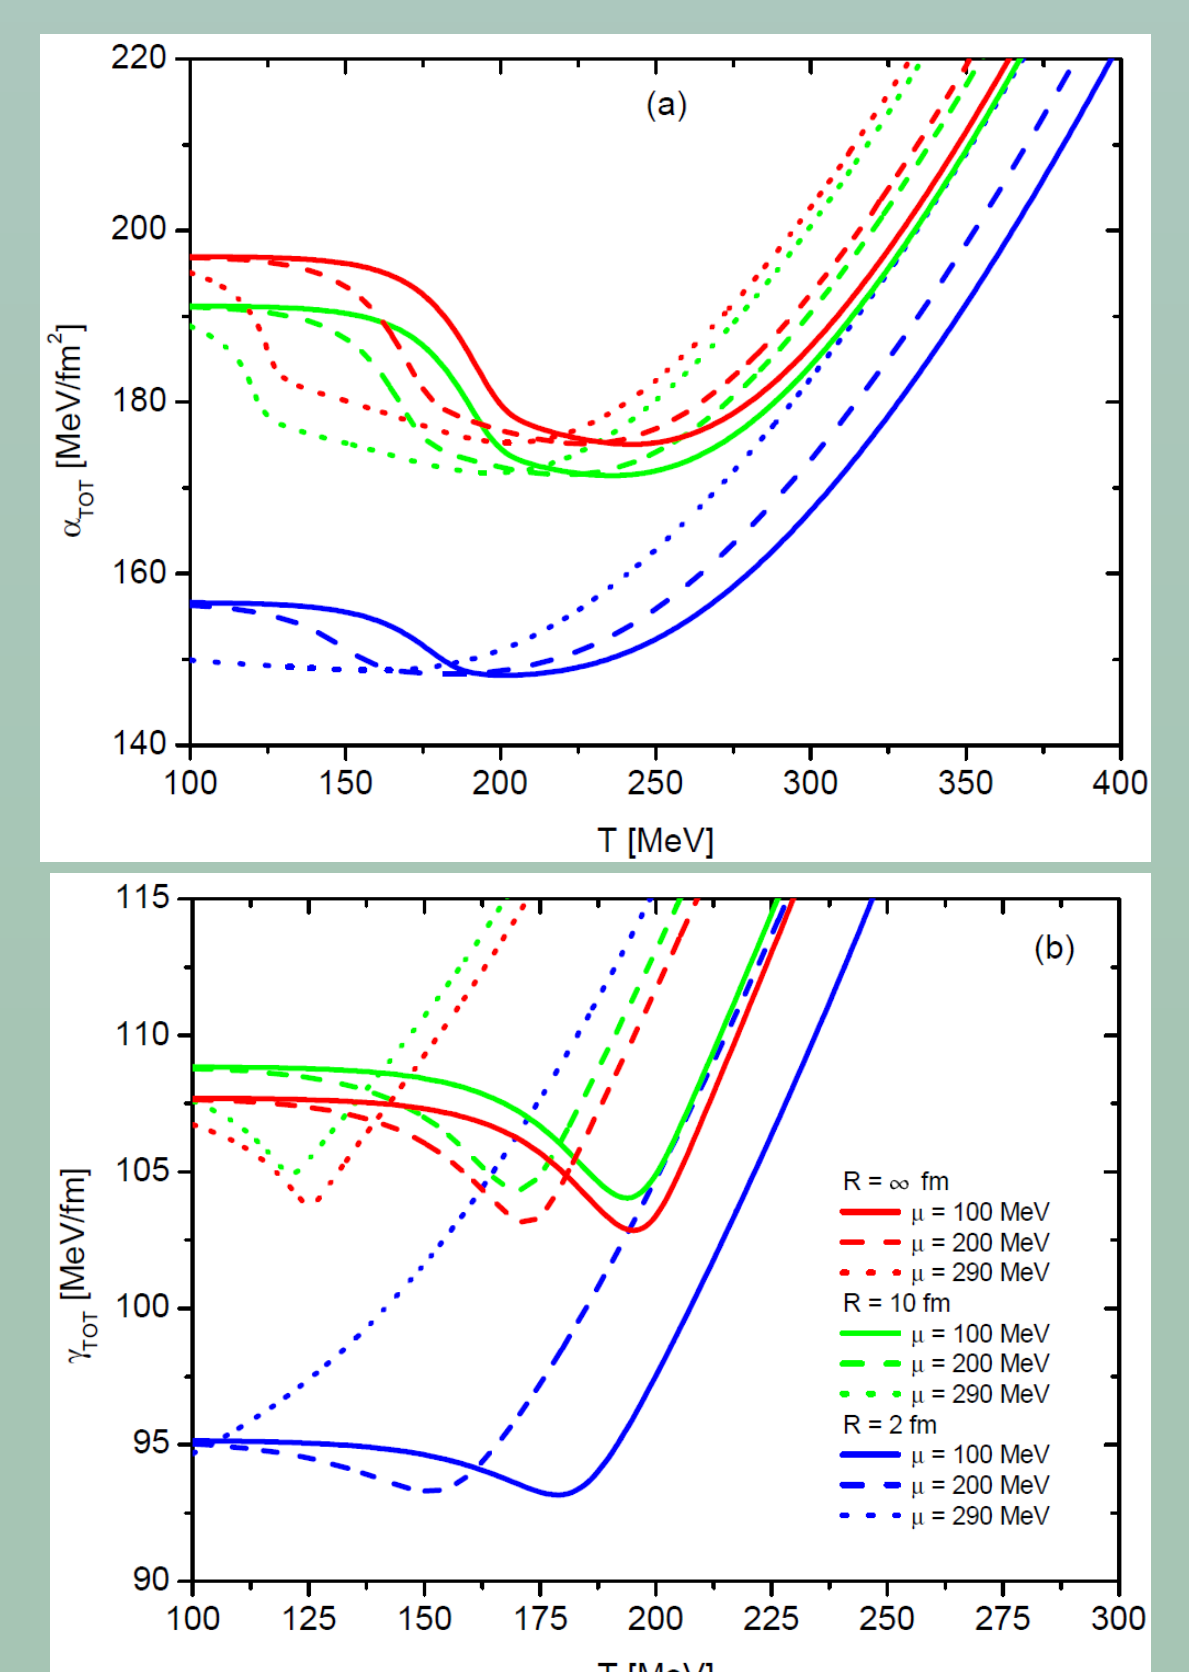 220
200
180
160
140
α_TOT [MeV/fm²]
(a)
100 150 200 250 300 350 400
T [MeV]
115
110
105
100
95
90
γ_TOT [MeV/fm]
(b)
R = ∞ fm
μ = 100 MeV
μ = 200 MeV
μ = 290 MeV
R = 10 fm
μ = 100 MeV
μ = 200 MeV
μ = 290 MeV
R = 2 fm
μ = 100 MeV
μ = 200 MeV
μ = 290 MeV
100 125 150 175 200 225 250 275 300
T [MeV]